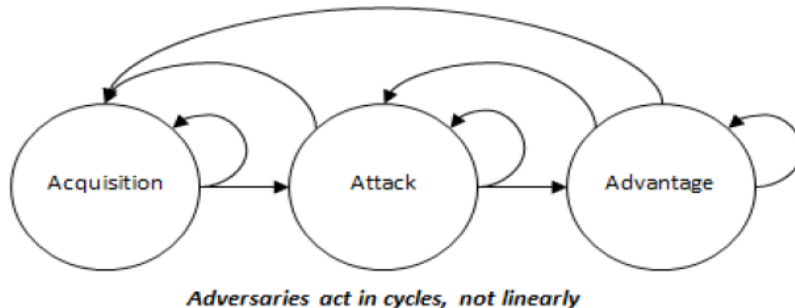 Acquisition
Attack
Advantage
Adversaries act in cycles, not linearly